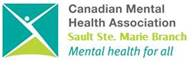 Canadian Mental
Health Association
Sault Ste. Marie Branch
Mental health for all